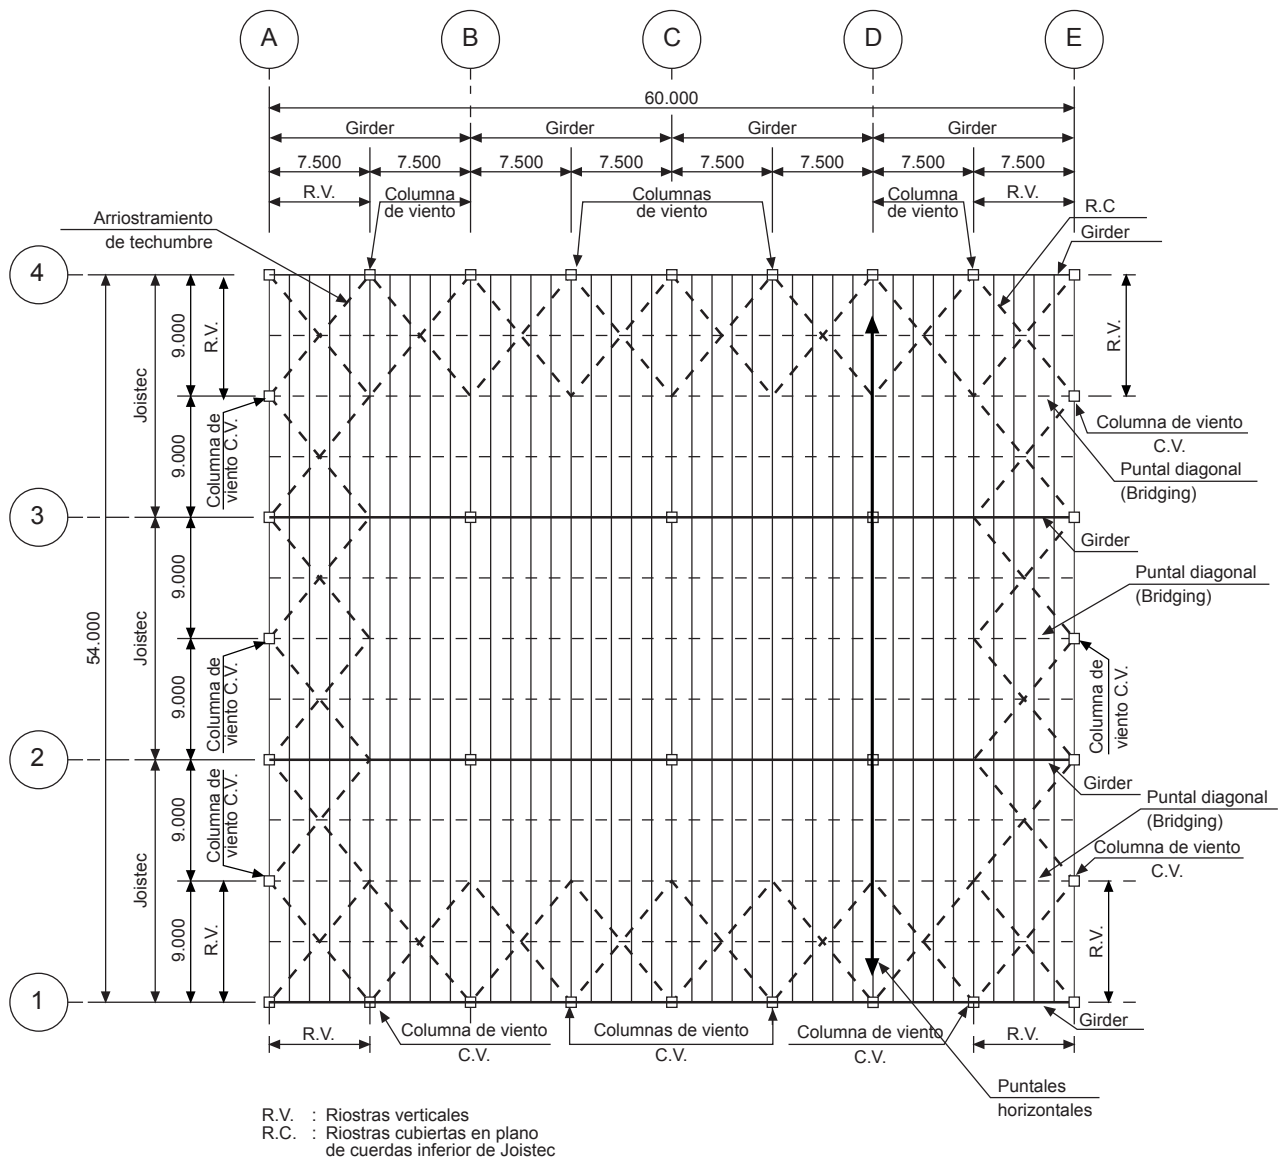 A
B
C
D
E
60.000
Girder
Girder
Girder
Girder
7.500
7.500
7.500
7.500
7.500
7.500
7.500
7.500
R.V.
Columna
de viento
Columnas
de viento
Columna
de viento
R.V.
Arriostramiento
de techumbre
R.C
Girder
4
9.000
R.V.
R.V.
Joistec
9.000
Columna de
viento C.V.
Columna de viento
C.V.
Puntal diagonal
(Bridging)
3
Girder
9.000
Puntal diagonal
(Bridging)
54.000
Joistec
9.000
Columna de
viento C.V.
Columna de
viento C.V.
2
Girder
Puntal diagonal
(Bridging)
9.000
Columna de
viento C.V.
Columna de viento
C.V.
Joistec
9.000
R.V.
R.V.
1
Girder
R.V.
Columna de viento
C.V.
Columnas de viento
C.V.
Columna de viento
C.V.
R.V.
Puntales
horizontales
R.V. : Riostras verticales
R.C. : Riostras cubiertas en plano
de cuerdas inferior de Joistec